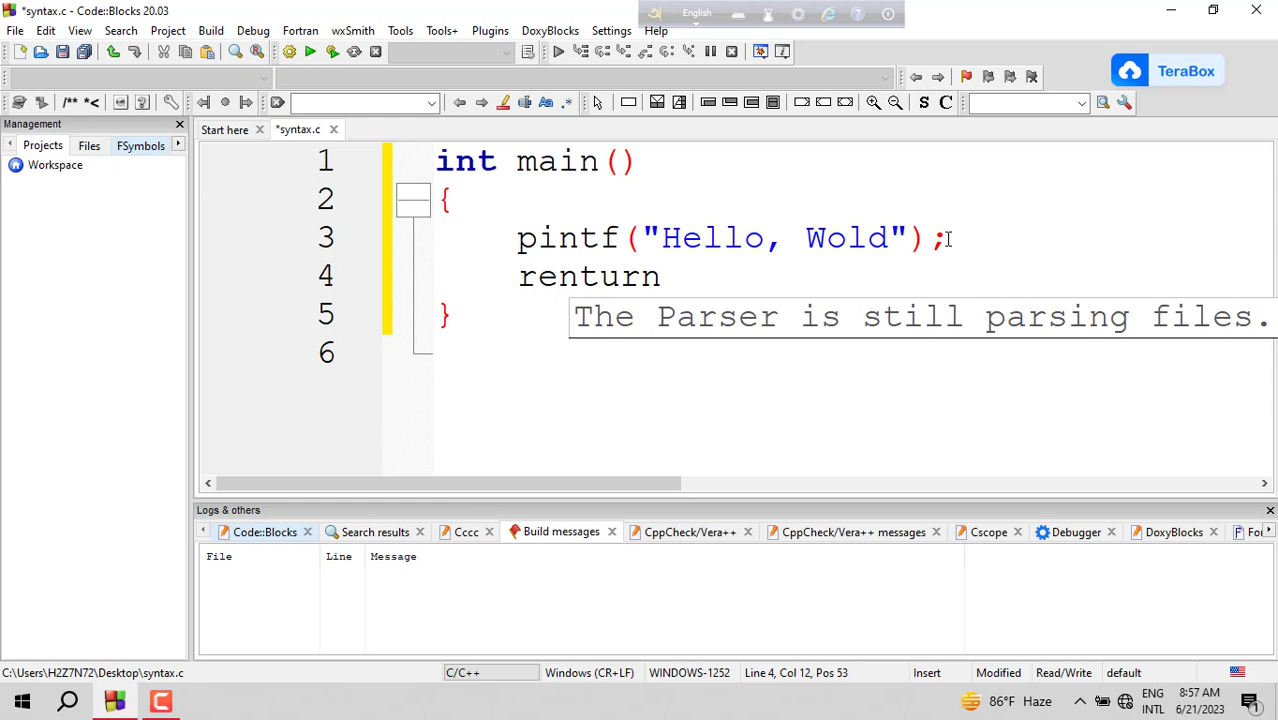 *syntax.c - Code::Blocks 20.03
English
File Edit View Search Project Build Debug Fortran wxSmith Tools Tools+ Plugins DoxyBlocks Settings Help
TeraBox
/** *< Aa .* S C
Management
Start here *syntax.c
Projects Files FSymbols
Workspace
1 int main()
2 {
3 pintf("Hello, Wold");
4 renturn
The Parser is still parsing files.
5 }
6
Logs & others
Code::Blocks Search results Cccc Build messages CppCheck/Vera++ CppCheck/Vera++ messages Cscope Debugger DoxyBlocks
File Line Message
C:\Users\H2Z7N72\Desktop\syntax.c C/C++ Windows (CR+LF) WINDOWS-1252 Line 4, Col 12, Pos 53 Insert Modified Read/Write default
86°F Haze ENG INTL 8:57 AM 6/21/2023 1